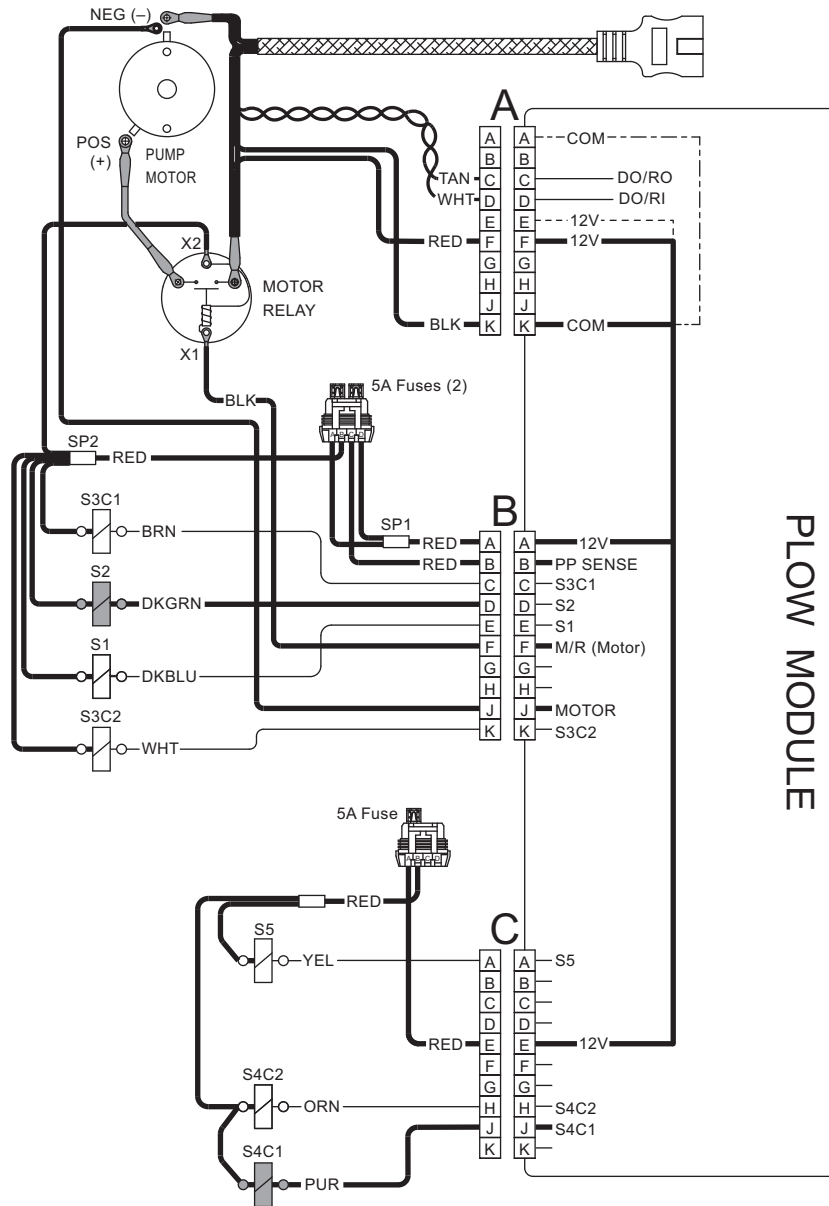 NEG (–)
POS
(+)
PUMP
MOTOR
X2
MOTOR
RELAY
X1
BLK
A
A A COM
B B
TAN C C DO/RO
WHT D D DO/RI
E E 12V
RED F F 12V
G G
H H
J J
BLK K K COM
5A Fuses (2)
A B C D
SP2
RED
SP1
B
RED A A 12V
RED B B PP SENSE
S3C1
BRN C C S3C1
S2
DKGRN D D S2
E E S1
F F M/R (Motor)
S1
DKBLU G G
H H
J J MOTOR
S3C2
WHT K K S3C2
PLOW MODULE
5A Fuse
A B C D
RED
C
S5
YEL A A S5
B B
C C
D D
RED E E 12V
F F
G G
S4C2
ORN H H S4C2
J J S4C1
K K
S4C1
PUR